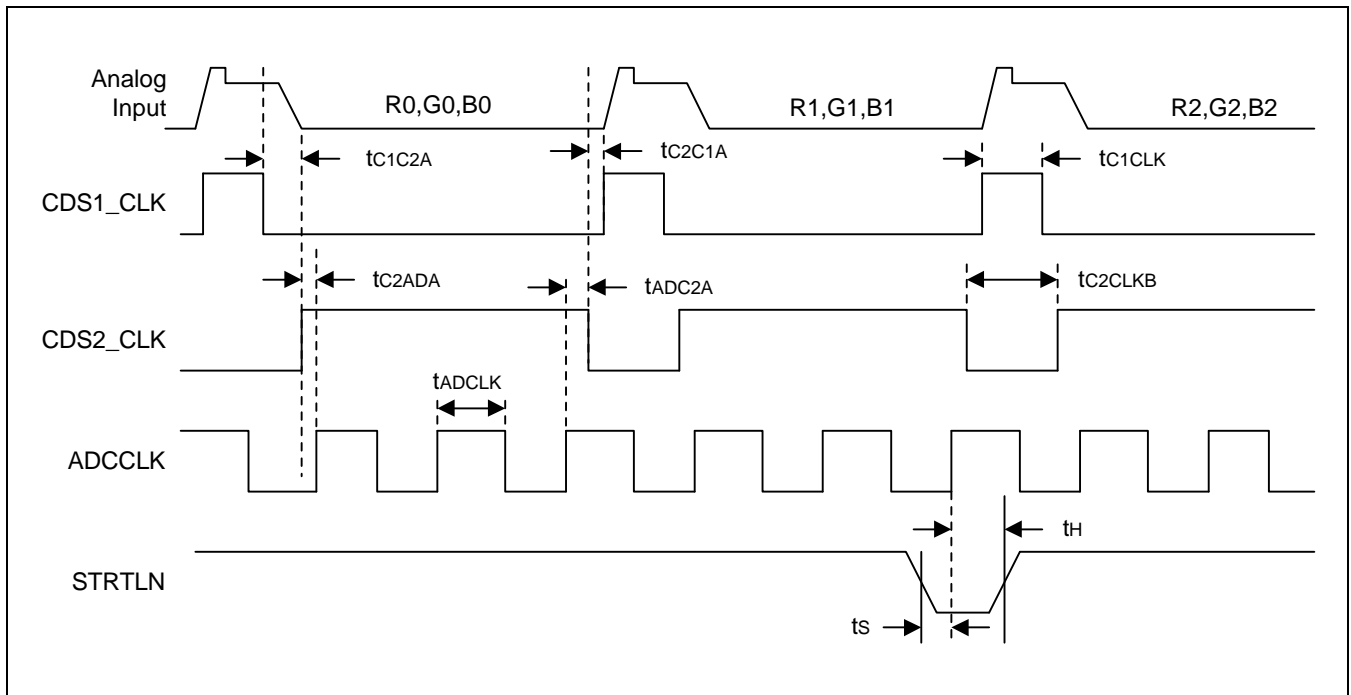 Analog
Input
R0,G0,B0
R1,G1,B1
R2,G2,B2
tC1C2A
tC2C1A
tC1CLK
CDS1_CLK
tC2ADA
tADC2A
tC2CLKB
CDS2_CLK
tADCLK
ADCCLK
tH
STRTLN
tS